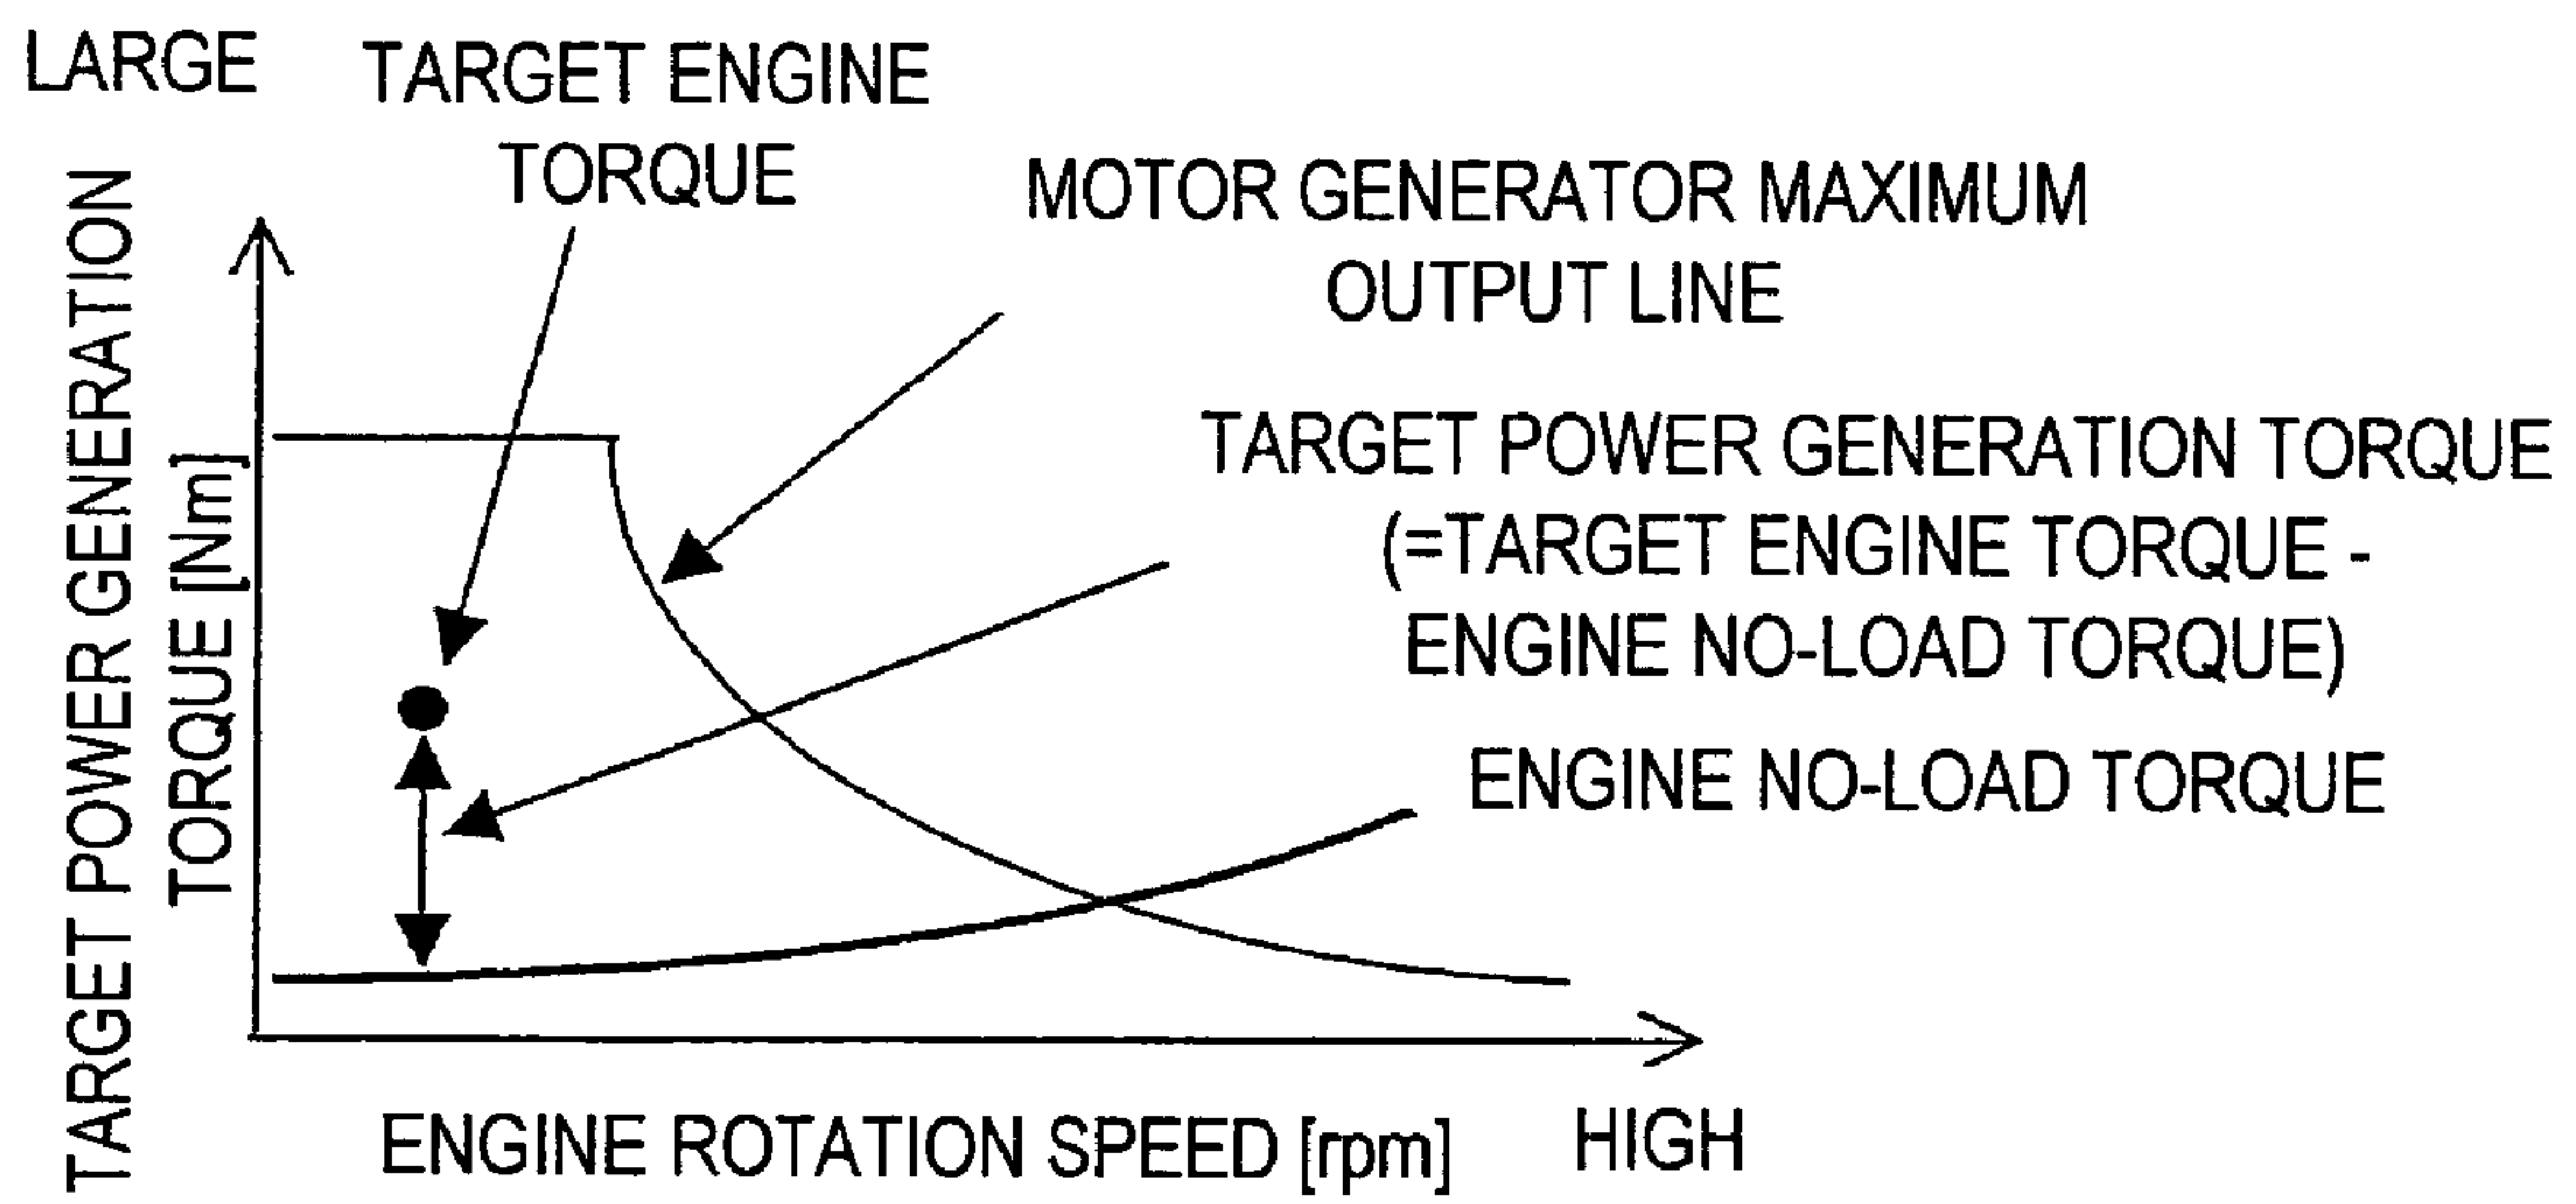 LARGE
TARGET ENGINE
TORQUE
MOTOR GENERATOR MAXIMUM
OUTPUT LINE
TARGET POWER GENERATION TORQUE
(=TARGET ENGINE TORQUE -
ENGINE NO-LOAD TORQUE)
ENGINE NO-LOAD TORQUE
TARGET POWER GENERATION
TORQUE [Nm]
ENGINE ROTATION SPEED [rpm]
HIGH